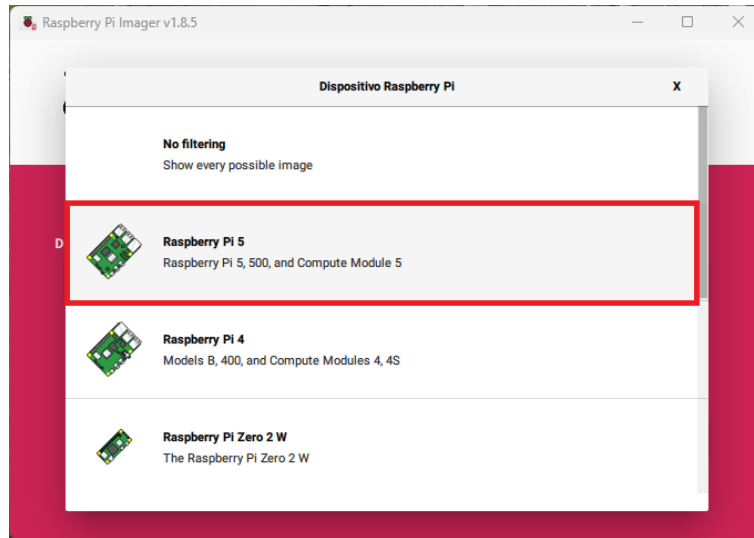 Raspberry Pi Imager v1.8.5
Dispositivo Raspberry Pi
X
No filtering
Show every possible image
D
Raspberry Pi 5
Raspberry Pi 5, 500, and Compute Module 5
Raspberry Pi 4
Models B, 400, and Compute Modules 4, 4S
Raspberry Pi Zero 2 W
The Raspberry Pi Zero 2 W